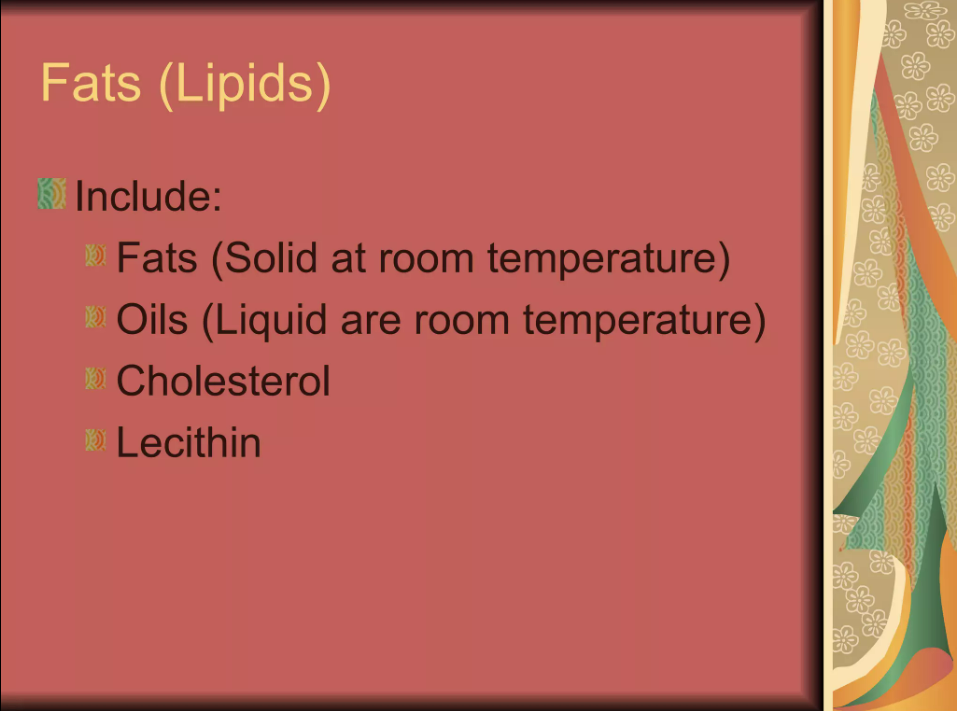 Fats (Lipids)
Include:
Fats (Solid at room temperature)
Oils (Liquid are room temperature)
Cholesterol
Lecithin